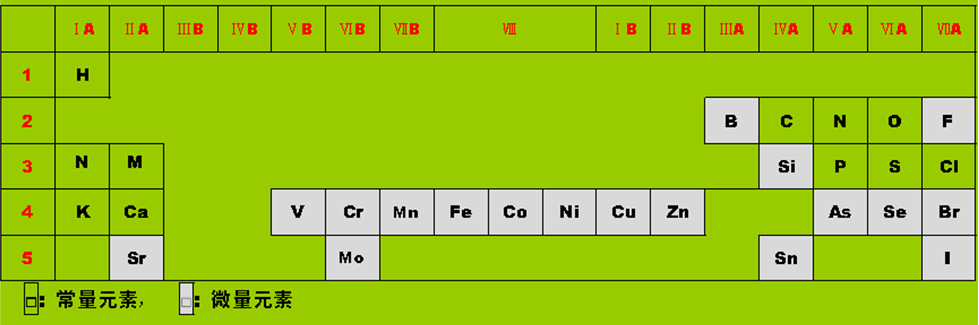 ⅠA ⅡA ⅢB ⅣB ⅤB ⅥB ⅦB Ⅷ ⅠB ⅡB ⅢA ⅣA ⅤA ⅥA ⅦA
1 H
2 B C N O F
3 N M Si P S Cl
4 K Ca V Cr Mn Fe Co Ni Cu Zn As Se Br
5 Sr Mo Sn I
□：常量元素， □：微量元素